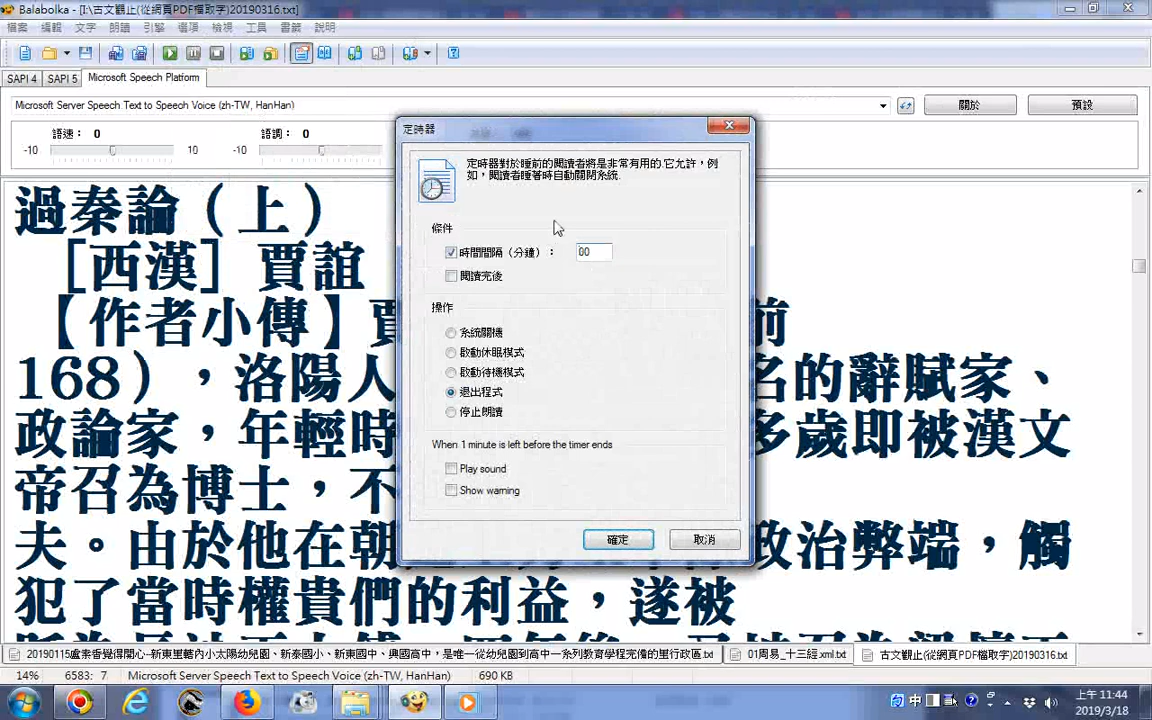 Balabolka - [I:\古文觀止(從網頁PDF檔取字)20190316.txt]
檔案 編輯 文字 朗讀 引擎 選項 檢視 工具 書籤 說明
SAPI 4 SAPI 5 Microsoft Speech Platform
Microsoft Server Speech Text to Speech Voice (zh-TW, HanHan)
關於 預設
語速： 0 語調： 0
-10 10 -10
過秦論（上）
［西漢］賈誼
【作者小傳】賈 前
168），洛陽人 名的辭賦家、
政論家，年輕時 多歲即被漢文
帝召為博士，不
夫。由於他在朝 政治弊端，觸
犯了當時權貴們的利益，遂被
定時器
定時器對於睡前的閱讀者將是非常有用的.它允許，例
如，閱讀者睡著時自動關閉系統.
條件
時間間隔（分鐘）： 00
閱讀完後
操作
系統關機
啟動休眠模式
啟動待機模式
退出程式
停止朗讀
When 1 minute is left before the timer ends
Play sound
Show warning
確定 取消
20190115盧素香覺得開心--新東里轄內小太陽幼兒園、新泰國小、新東國中、興國高中，是唯一從幼兒園到高中一系列教育學程完備的里行政區.txt 01周易_十三經.xml.txt 古文觀止(從網頁PDF檔取字)20190316.txt
14% 6583: 7 Microsoft Server Speech Text to Speech Voice (zh-TW, HanHan) 690 KB
中
上午 11:44
2019/3/18